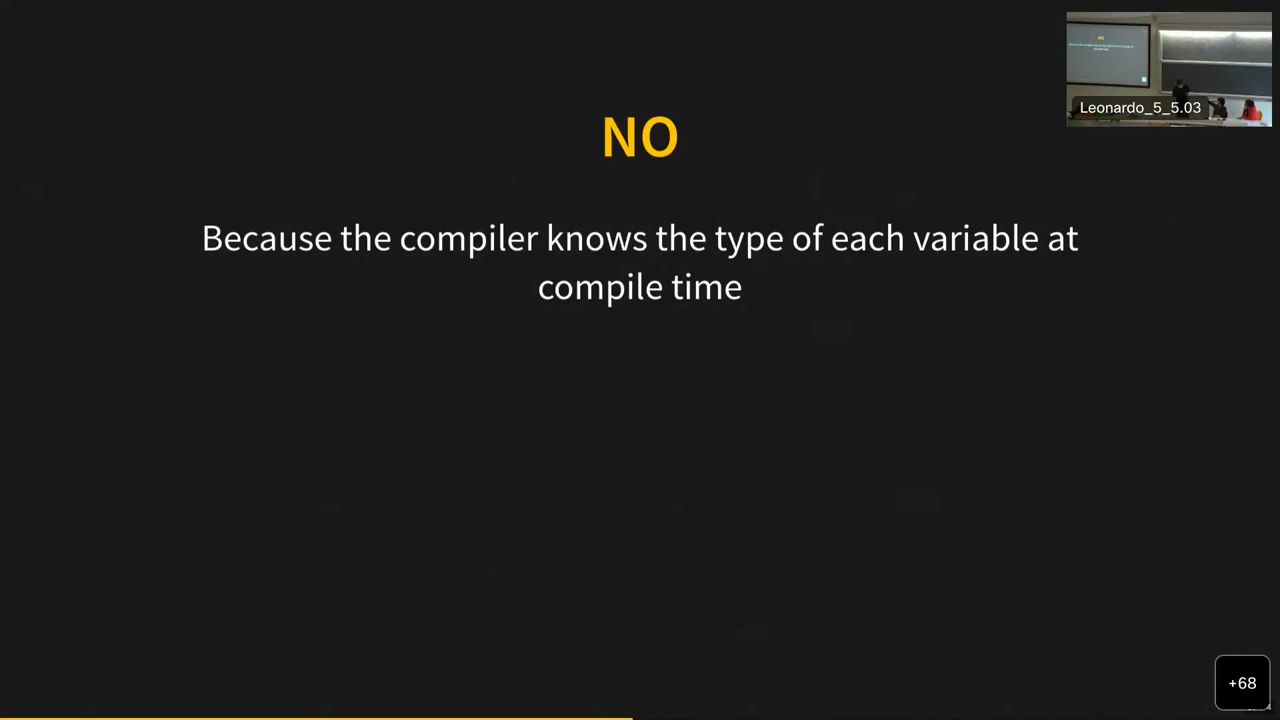 NO
Because the compiler knows the type of each variable at
compile time
Leonardo_5_5.03
+68